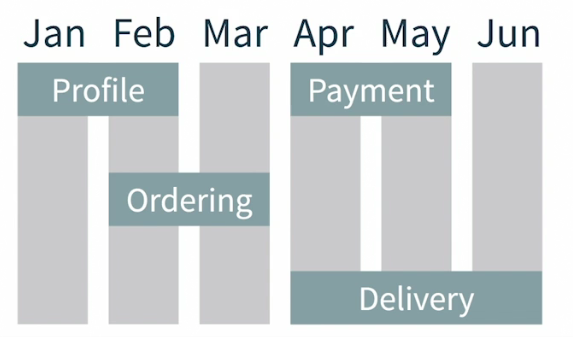 Jan Feb Mar Apr May Jun
Profile Payment
Ordering
Delivery